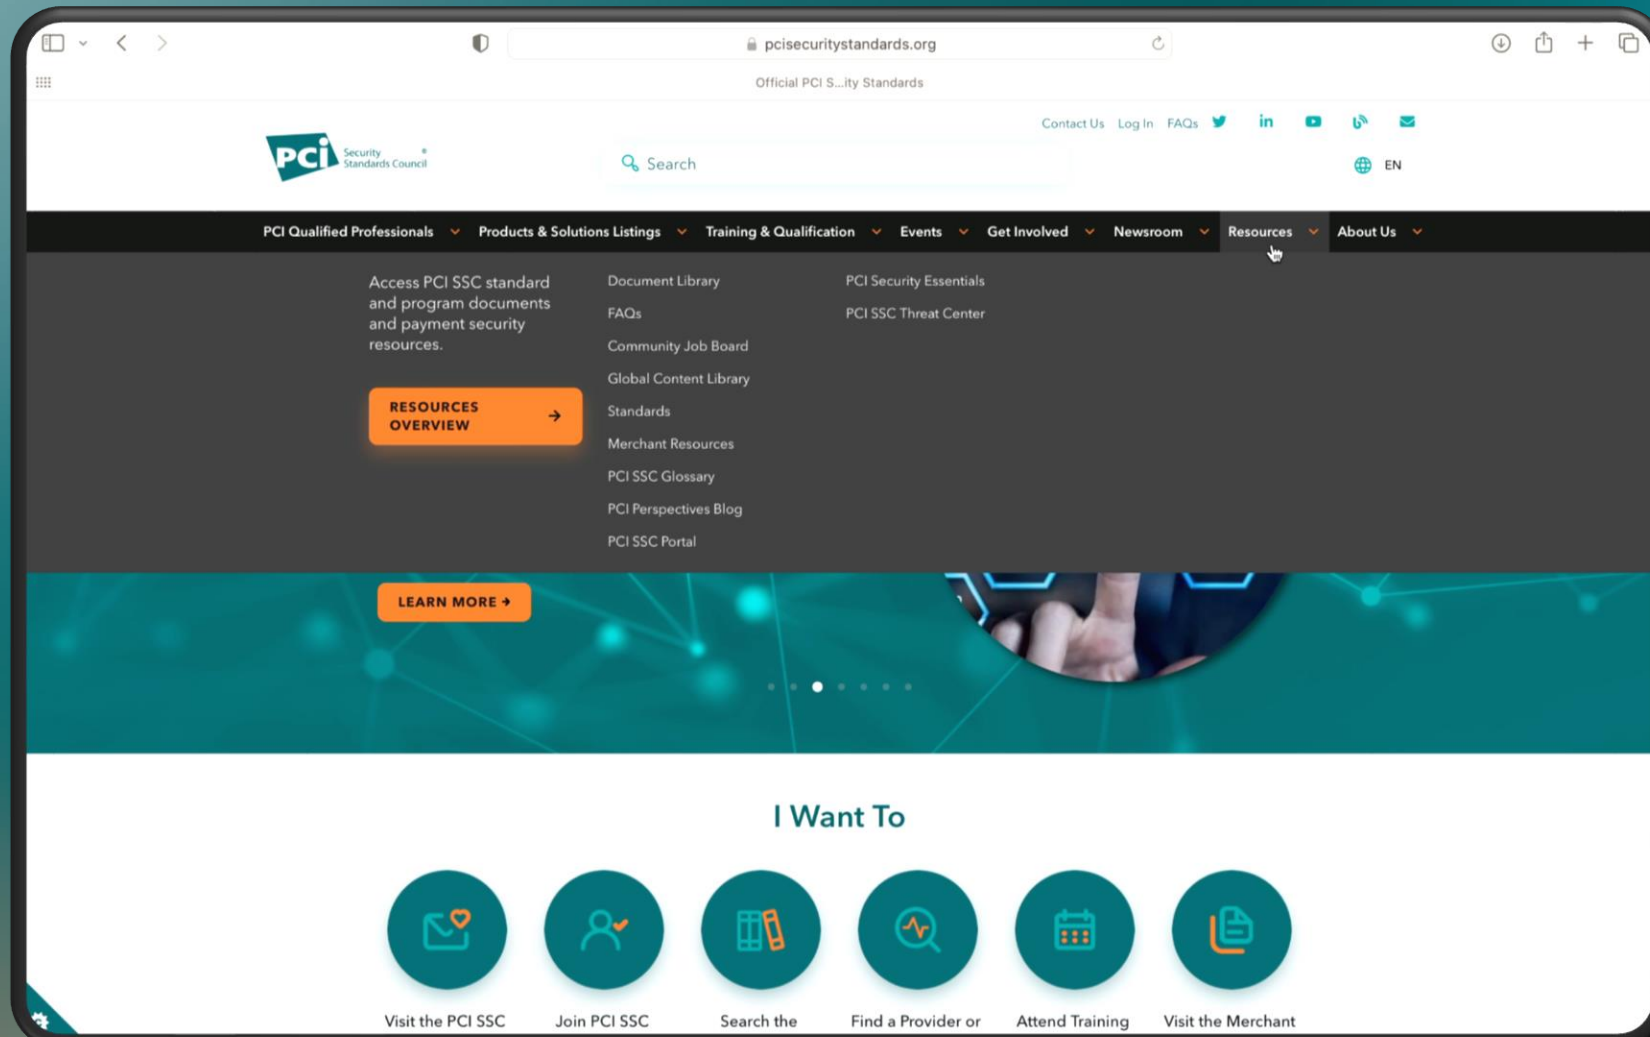 pcisecuritystandards.org
Official PCI S...ity Standards
Contact Us Log In FAQs
PCI Security Standards Council
Search
EN
PCI Qualified Professionals Products & Solutions Listings Training & Qualification Events Get Involved Newsroom Resources About Us
Access PCI SSC standard
and program documents
and payment security
resources.
RESOURCES
OVERVIEW
Document Library
FAQs
Community Job Board
Global Content Library
Standards
Merchant Resources
PCI SSC Glossary
PCI Perspectives Blog
PCI SSC Portal
PCI Security Essentials
PCI SSC Threat Center
LEARN MORE
I Want To
Visit the PCI SSC
Join PCI SSC
Search the
Find a Provider or
Attend Training
Visit the Merchant